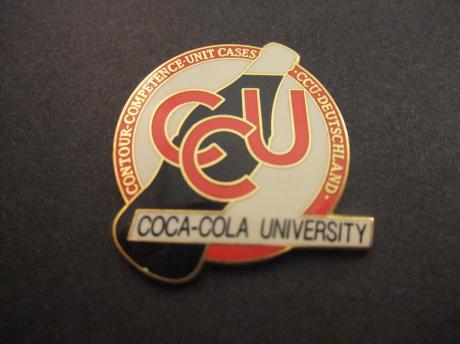 CONTOUR-COMPETENCE-UNIT CASES
·CCU-DEUTSCHLAND·
CCU
COCA-COLA UNIVERSITY